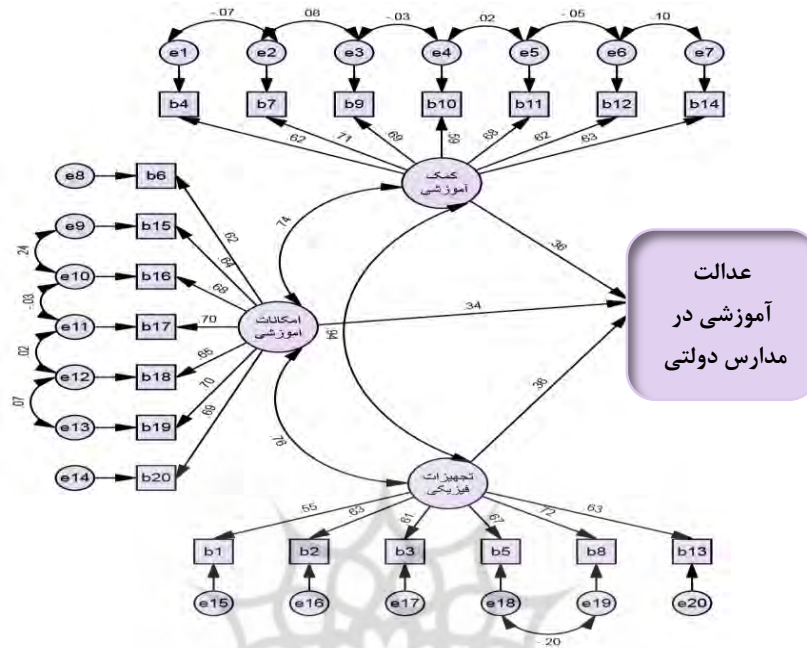 -.07 .08 -.03 .02 -.05 -.10
e1 e2 e3 e4 e5 e6 e7
b4 b7 b9 b10 b11 b12 b14
.62 .71 .69 .59 .68 .62 .63
کمک
آموزشی
e8 b6
e9 b15
e10 b16
e11 b17
e12 b18
e13 b19
e14 b20
.24
-.03
.02
.07
.62
.64
.68
.70
.70
.69
امکانات
آموزشی
.74
.94
.76
.36
.34
عدالت
آموزشی در
مدارس دولتی
تجهیزات
فیزیکی
.55 .63 .61 .67 .72 .63
b1 b2 b3 b5 b8 b13
e15 e16 e17 e18 e19 e20
-.20